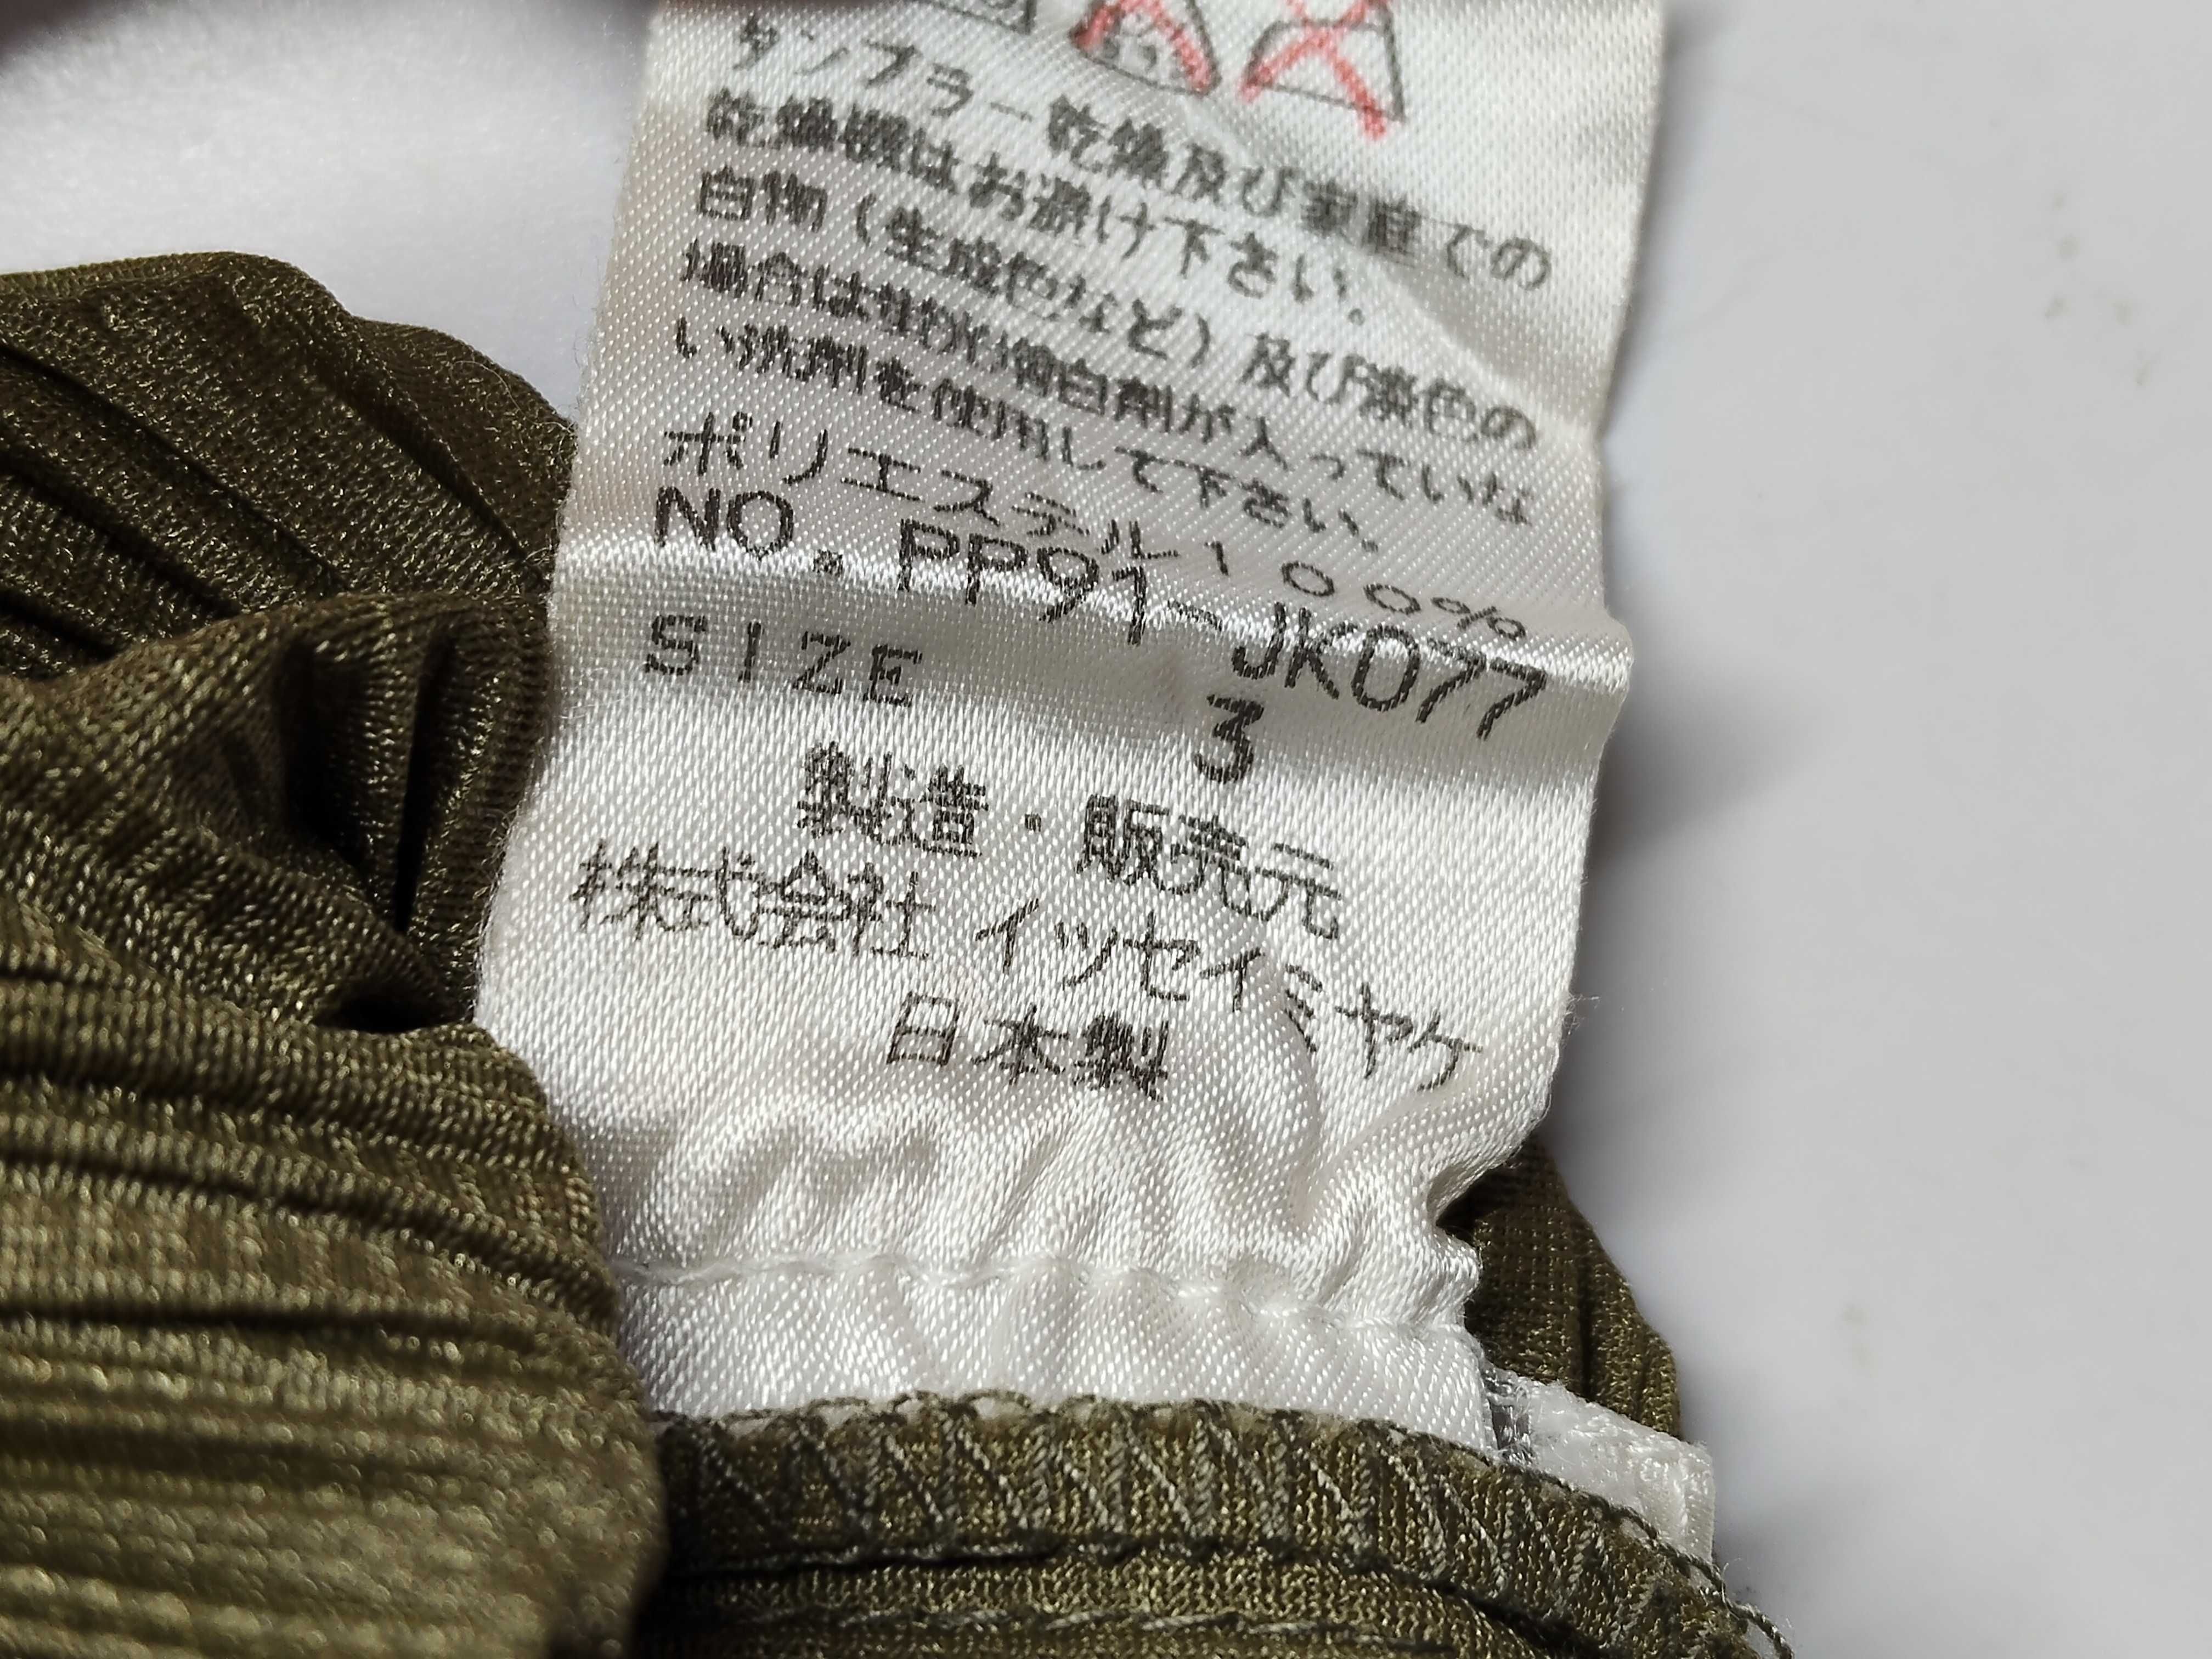 タンブラー乾燥及び家庭での
乾燥機はお避け下さい。
白物(生成色など)及び淡色の
場合は蛍光増白剤が入っていな
い洗剤を使用して下さい。
ポリエステル100%
NO. PP91-JK077
SIZE 3
製造・販売元
株式会社 イッセイミヤケ
日本製